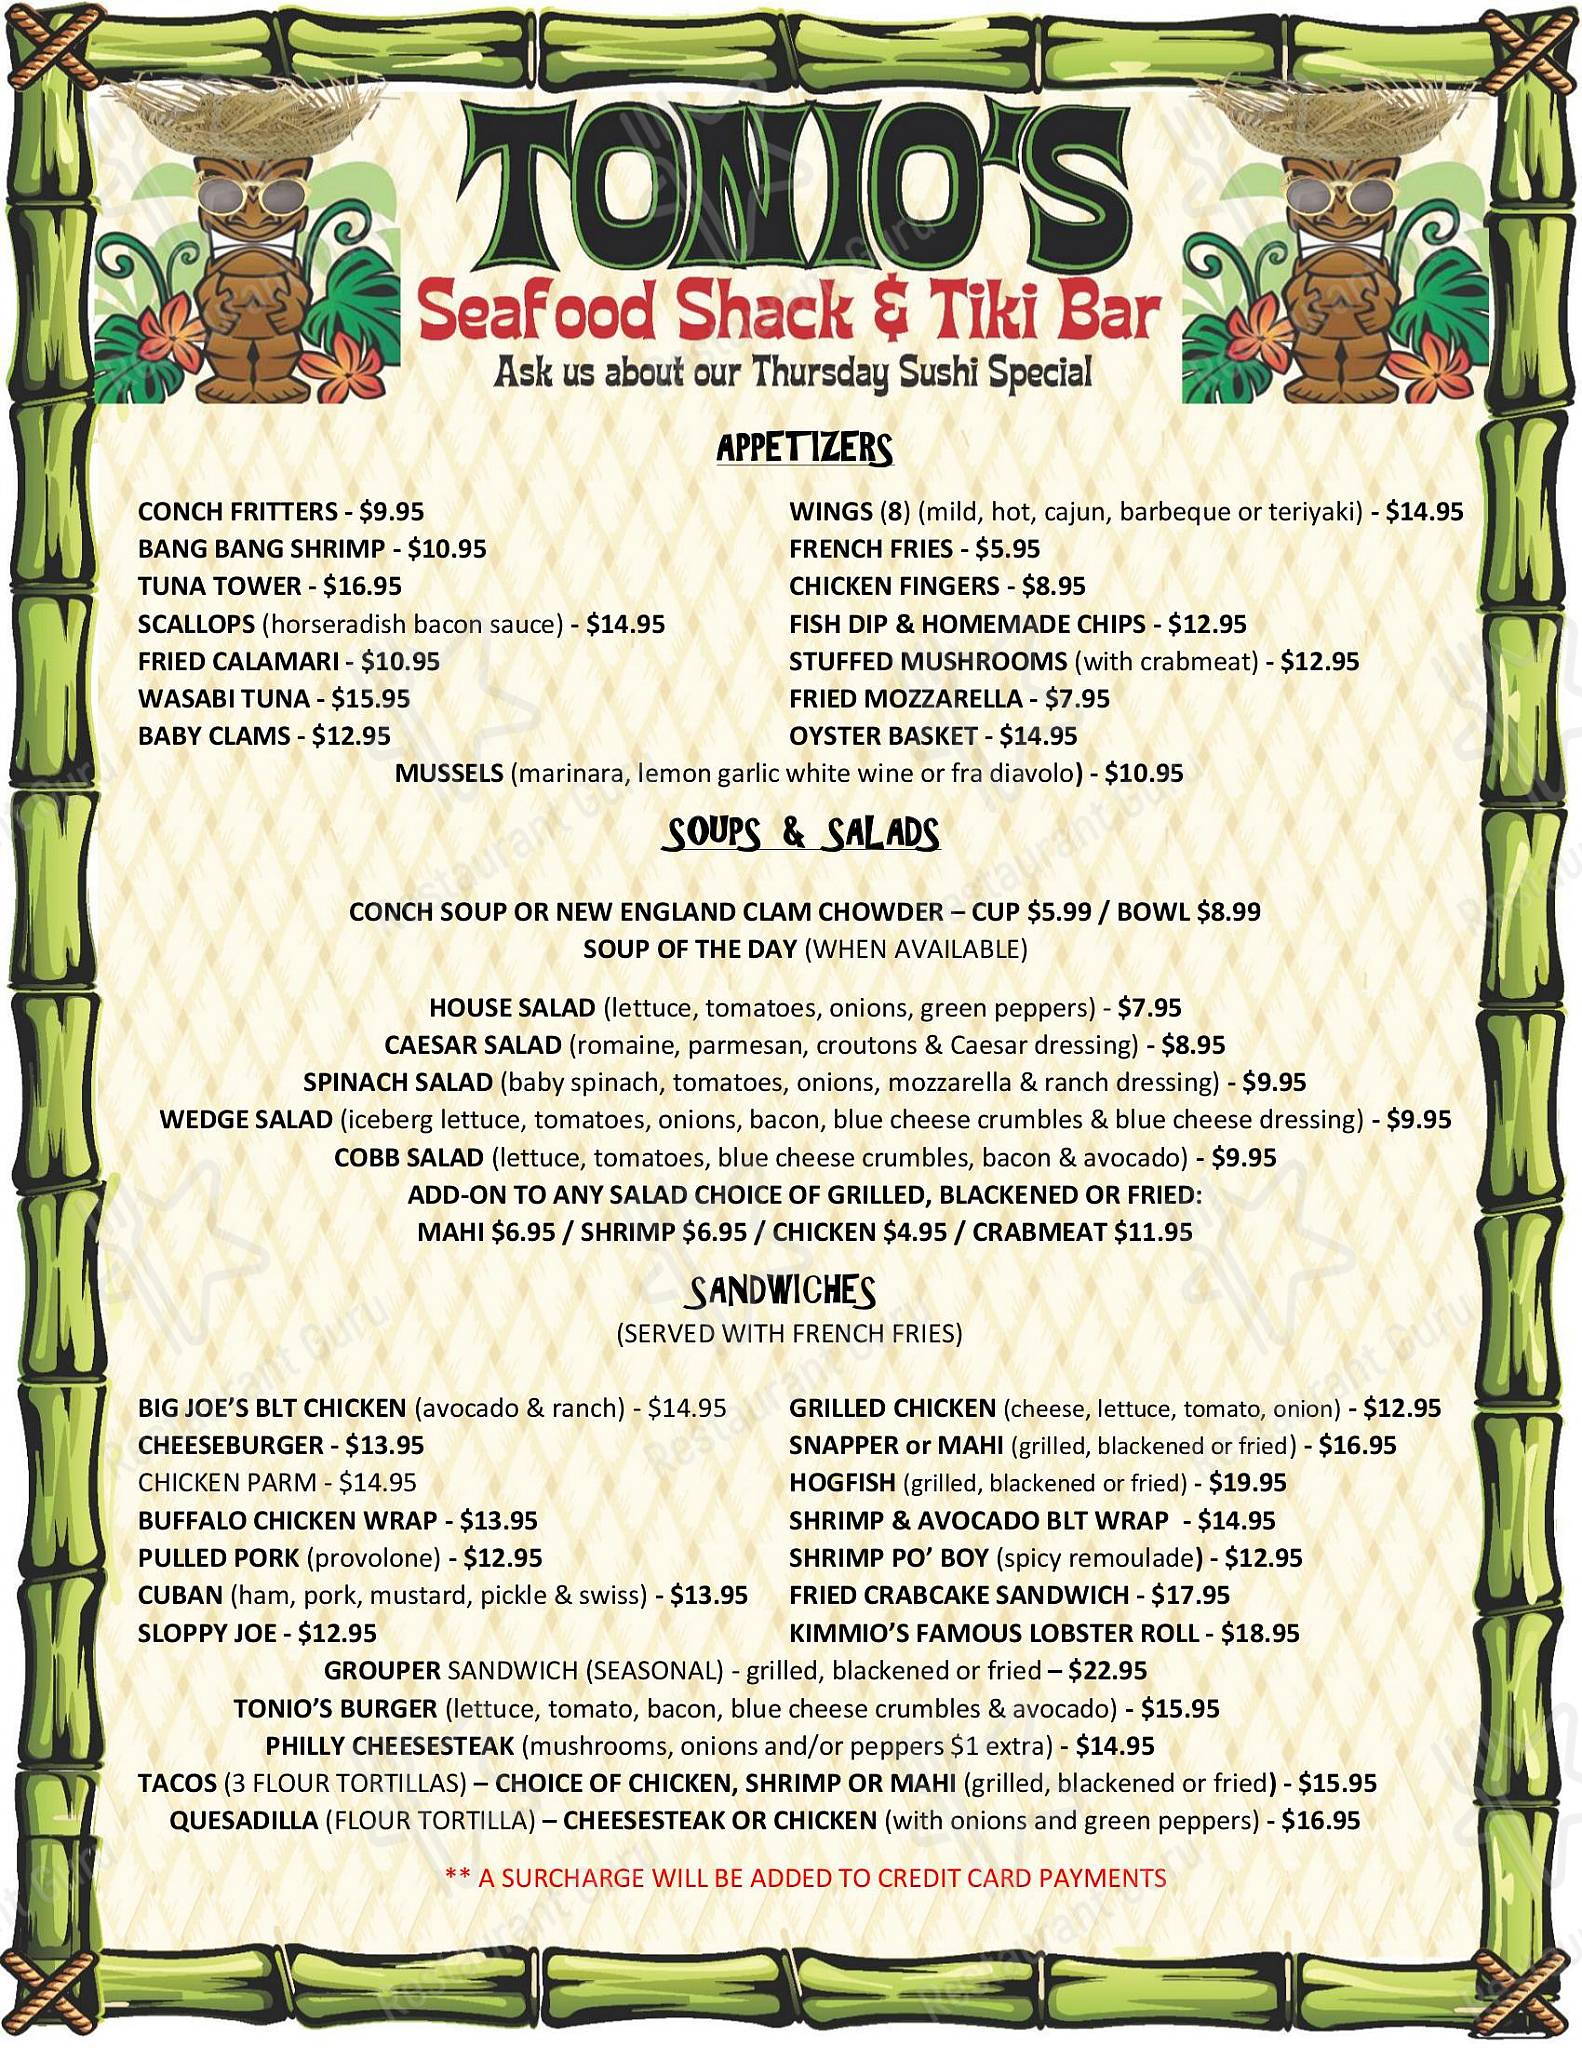 TONIO'S
Seafood Shack & Tiki Bar
Ask us about our Thursday Sushi Special
APPETIZERS
CONCH FRITTERS - $9.95
BANG BANG SHRIMP - $10.95
TUNA TOWER - $16.95
SCALLOPS (horseradish bacon sauce) - $14.95
FRIED CALAMARI - $10.95
WASABI TUNA - $15.95
BABY CLAMS - $12.95
WINGS (8) (mild, hot, cajun, barbeque or teriyaki) - $14.95
FRENCH FRIES - $5.95
CHICKEN FINGERS - $8.95
FISH DIP & HOMEMADE CHIPS - $12.95
STUFFED MUSHROOMS (with crabmeat) - $12.95
FRIED MOZZARELLA - $7.95
OYSTER BASKET - $14.95
MUSSELS (marinara, lemon garlic white wine or fra diavolo) - $10.95
SOUPS & SALADS
CONCH SOUP OR NEW ENGLAND CLAM CHOWDER – CUP $5.99 / BOWL $8.99
SOUP OF THE DAY (WHEN AVAILABLE)
HOUSE SALAD (lettuce, tomatoes, onions, green peppers) - $7.95
CAESAR SALAD (romaine, parmesan, croutons & Caesar dressing) - $8.95
SPINACH SALAD (baby spinach, tomatoes, onions, mozzarella & ranch dressing) - $9.95
WEDGE SALAD (iceberg lettuce, tomatoes, onions, bacon, blue cheese crumbles & blue cheese dressing) - $9.95
COBB SALAD (lettuce, tomatoes, blue cheese crumbles, bacon & avocado) - $9.95
ADD-ON TO ANY SALAD CHOICE OF GRILLED, BLACKENED OR FRIED:
MAHI $6.95 / SHRIMP $6.95 / CHICKEN $4.95 / CRABMEAT $11.95
SANDWICHES
(SERVED WITH FRENCH FRIES)
BIG JOE'S BLT CHICKEN (avocado & ranch) - $14.95
CHEESEBURGER - $13.95
CHICKEN PARM - $14.95
BUFFALO CHICKEN WRAP - $13.95
PULLED PORK (provolone) - $12.95
CUBAN (ham, pork, mustard, pickle & swiss) - $13.95
SLOPPY JOE - $12.95
GRILLED CHICKEN (cheese, lettuce, tomato, onion) - $12.95
SNAPPER or MAHI (grilled, blackened or fried) - $16.95
HOGFISH (grilled, blackened or fried) - $19.95
SHRIMP & AVOCADO BLT WRAP - $14.95
SHRIMP PO' BOY (spicy remoulade) - $12.95
FRIED CRABCAKE SANDWICH - $17.95
KIMMIO'S FAMOUS LOBSTER ROLL - $18.95
GROUPER SANDWICH (SEASONAL) - grilled, blackened or fried – $22.95
TONIO'S BURGER (lettuce, tomato, bacon, blue cheese crumbles & avocado) - $15.95
PHILLY CHEESESTEAK (mushrooms, onions and/or peppers $1 extra) - $14.95
TACOS (3 FLOUR TORTILLAS) – CHOICE OF CHICKEN, SHRIMP OR MAHI (grilled, blackened or fried) - $15.95
QUESADILLA (FLOUR TORTILLA) – CHEESESTEAK OR CHICKEN (with onions and green peppers) - $16.95
** A SURCHARGE WILL BE ADDED TO CREDIT CARD PAYMENTS
Restaurant Guru